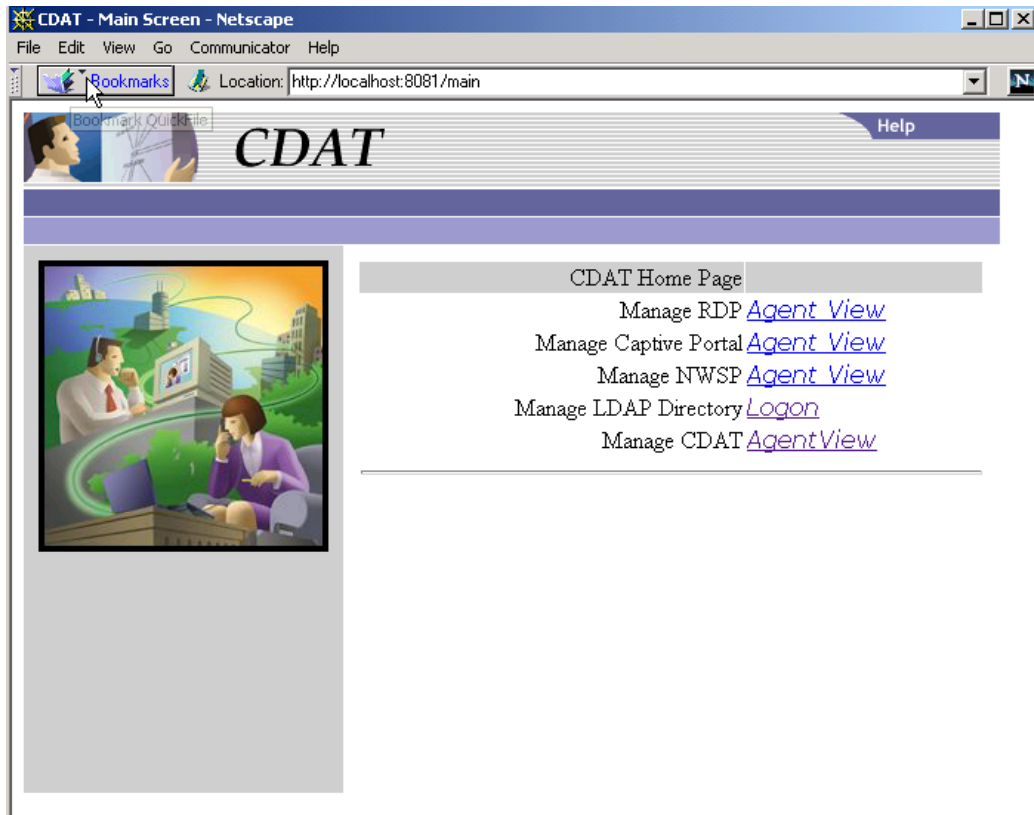 CDAT - Main Screen - Netscape
File Edit View Go Communicator Help
Bookmarks Location: http://localhost:8081/main N
Bookmark QuickFile
CDAT
Help
CDAT Home Page
Manage RDP Agent View
Manage Captive Portal Agent View
Manage NWSP Agent View
Manage LDAP Directory Logon
Manage CDAT AgentView